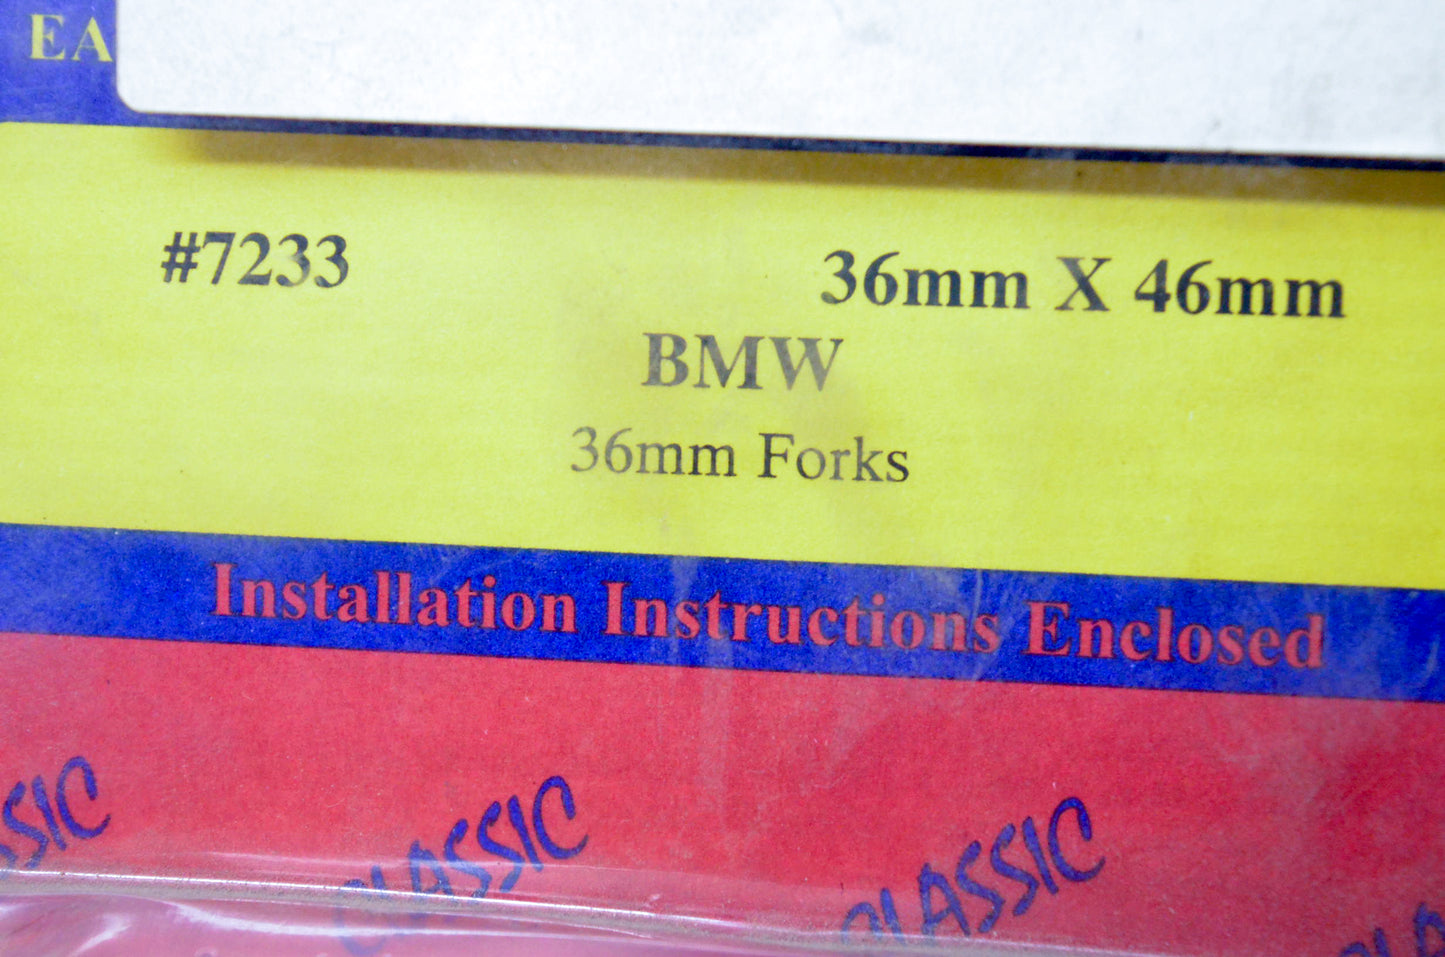 EA
#7233 36mm X 46mm
BMW
36mm Forks
Installation Instructions Enclosed
CLASSIC
CLASSIC